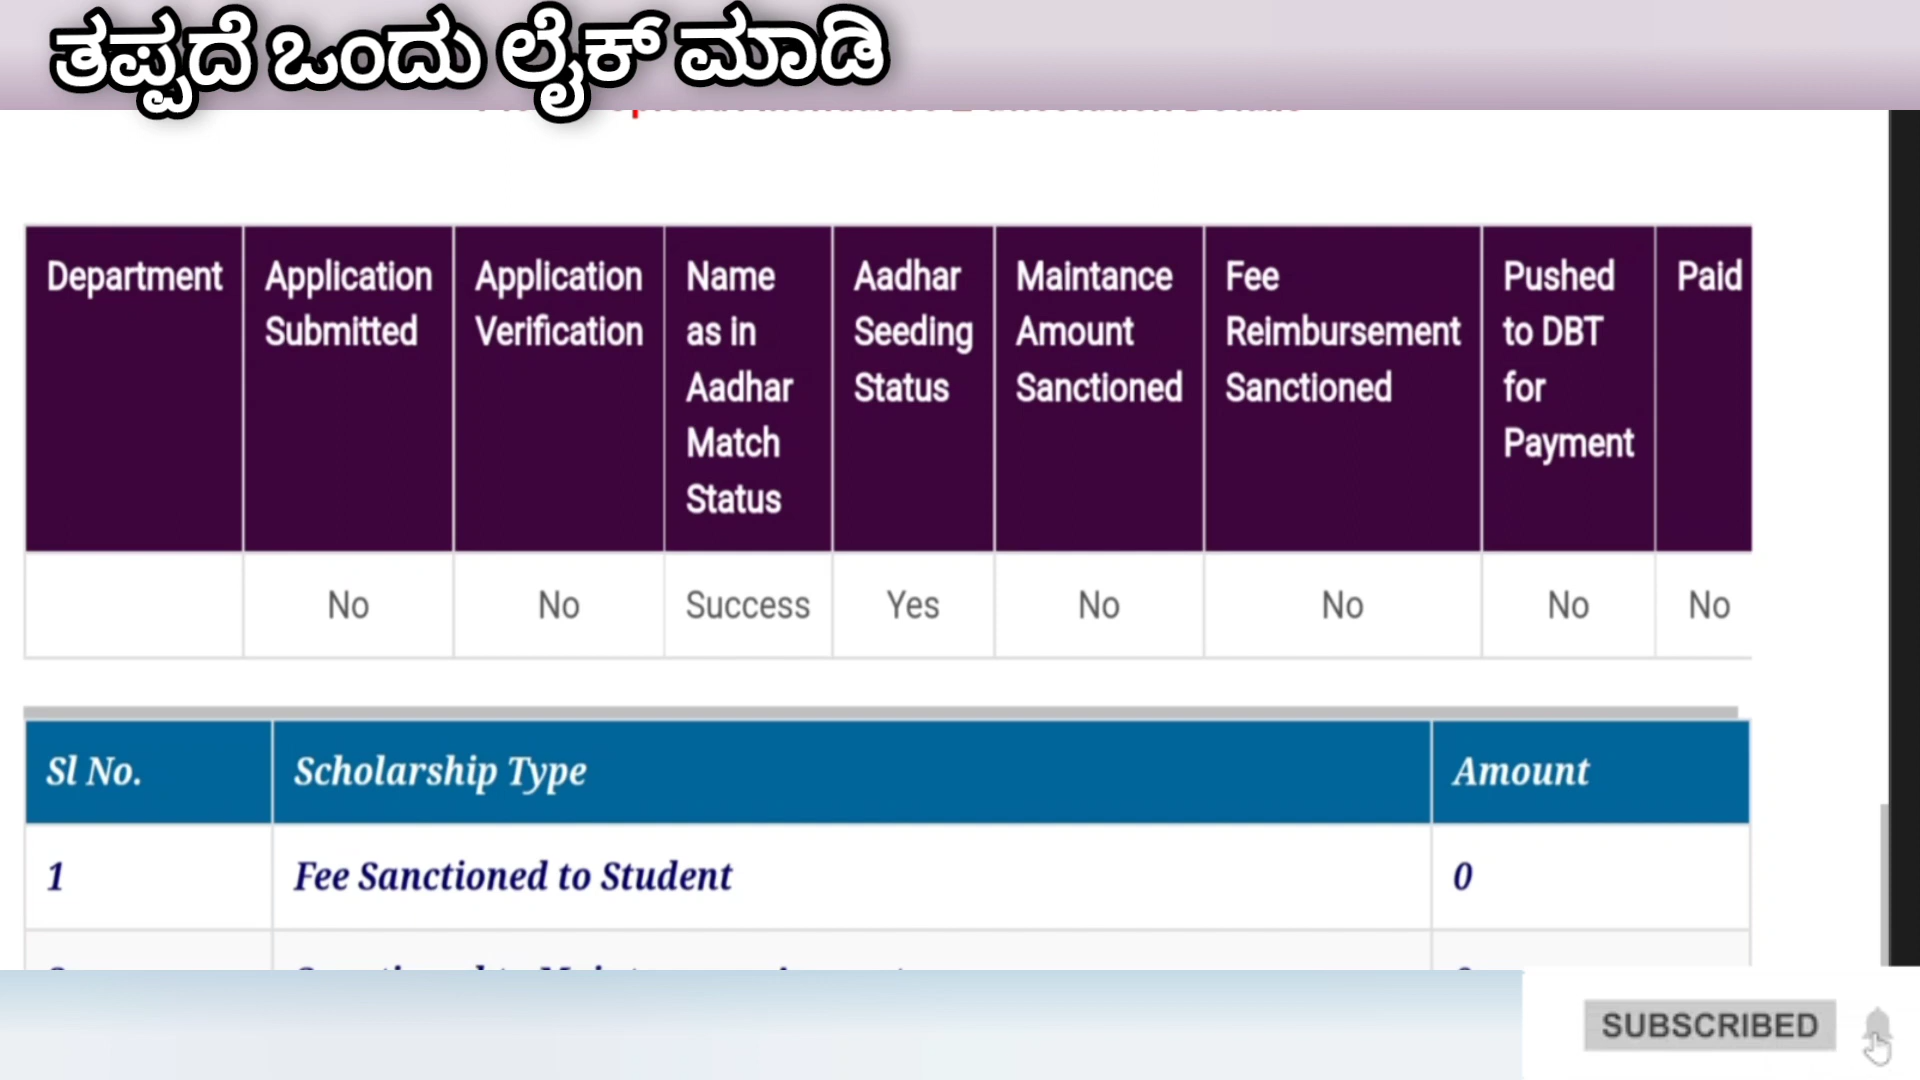 ತಪ್ಪದೆ ಒಂದು ಲೈಕ್ ಮಾಡಿ
Department
Application
Submitted
Application
Verification
Name
as in
Aadhar
Match
Status
Aadhar
Seeding
Status
Maintance
Amount
Sanctioned
Fee
Reimbursement
Sanctioned
Pushed
to DBT
for
Payment
Paid
No No Success Yes No No No No
Sl No. Scholarship Type Amount
1 Fee Sanctioned to Student 0
SUBSCRIBED